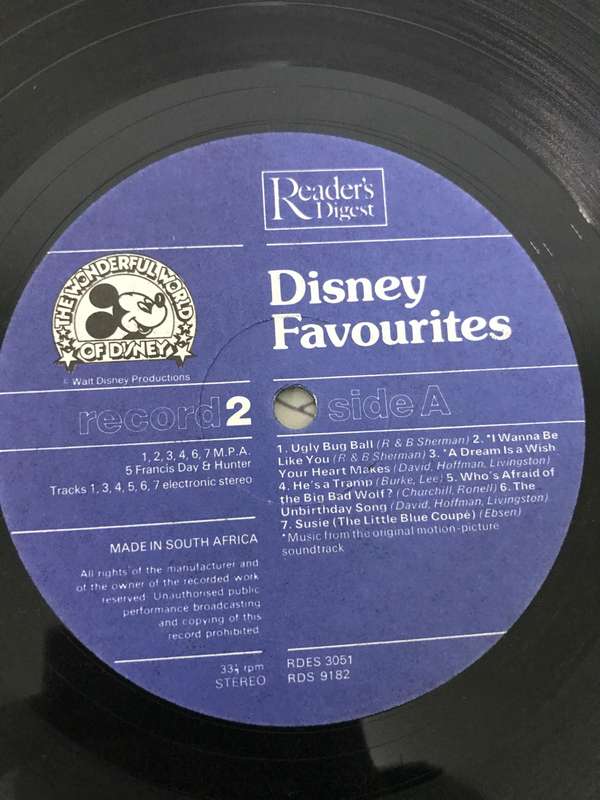 Reader's
Digest
THE WONDERFUL WORLD
OF DISNEY
© Walt Disney Productions
Disney
Favourites
record 2
side A
1, 2, 3, 4, 6, 7 M.P.A.
5 Francis Day & Hunter
Tracks 1, 3, 4, 5, 6, 7 electronic stereo
1. Ugly Bug Ball (R & B Sherman) 2. *I Wanna Be
Like You (R & B Sherman) 3. *A Dream Is a Wish
Your Heart Makes (David, Hoffman, Livingston)
4. He's a Tramp (Burke, Lee) 5. Who's Afraid of
the Big Bad Wolf? (Churchill, Ronell) 6. The
Unbirthday Song (David, Hoffman, Livingston)
7. Susie (The Little Blue Coupé) (Ebsen)
*Music from the original motion-picture
soundtrack
MADE IN SOUTH AFRICA
All rights of the manufacturer and
of the owner of the recorded work
reserved. Unauthorised public
performance broadcasting
and copying of this
record prohibited.
33⅓ rpm
STEREO
RDES 3051
RDS 9182